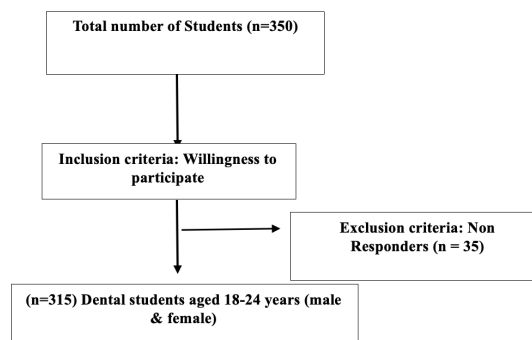 Total number of Students (n=350)
Inclusion criteria: Willingness to
participate
Exclusion criteria: Non
Responders (n = 35)
(n=315) Dental students aged 18-24 years (male
& female)